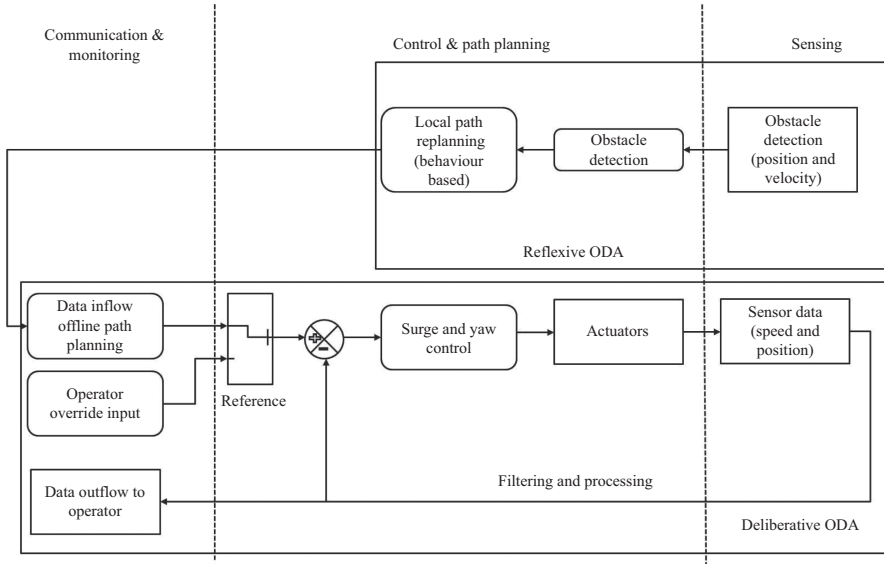 Communication &
monitoring
Control & path planning
Sensing
Local path
replanning
(behaviour
based)
Obstacle
detection
Obstacle
detection
(position and
velocity)
Reflexive ODA
Data inflow
offline path
planning
Surge and yaw
control
Actuators
Sensor data
(speed and
position)
Operator
override input
Reference
Data outflow to
operator
Filtering and processing
Deliberative ODA